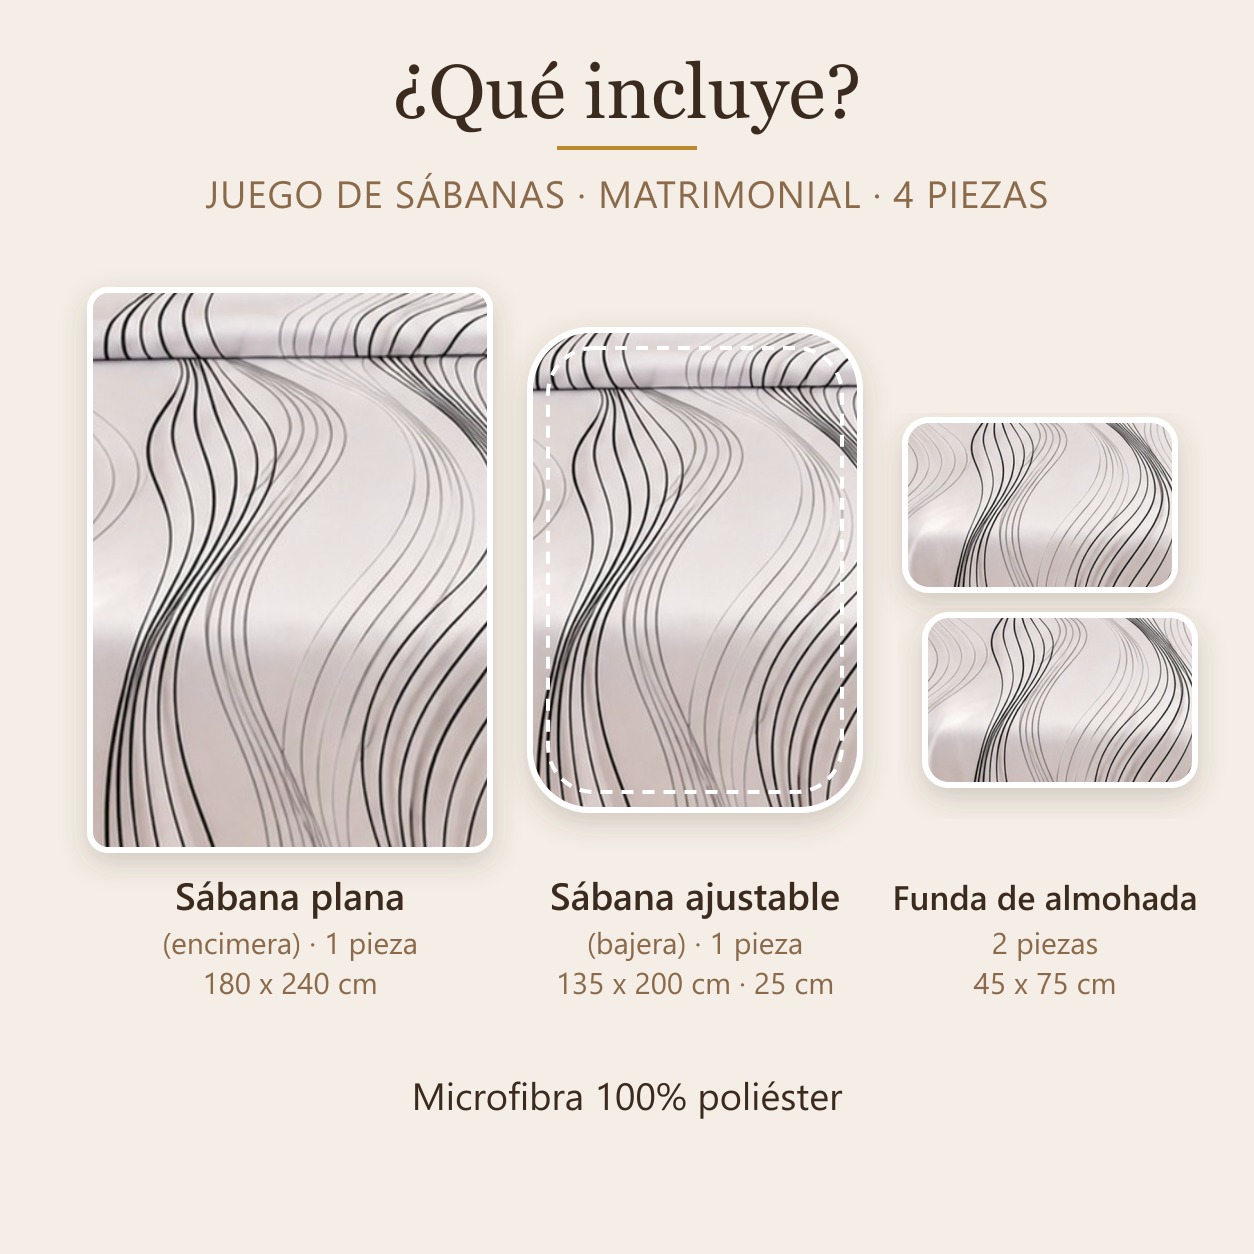 ¿Qué incluye?
JUEGO DE SÁBANAS · MATRIMONIAL · 4 PIEZAS
Sábana plana
(encimera) · 1 pieza
180 x 240 cm
Sábana ajustable
(bajera) · 1 pieza
135 x 200 cm · 25 cm
Funda de almohada
2 piezas
45 x 75 cm
Microfibra 100% poliéster